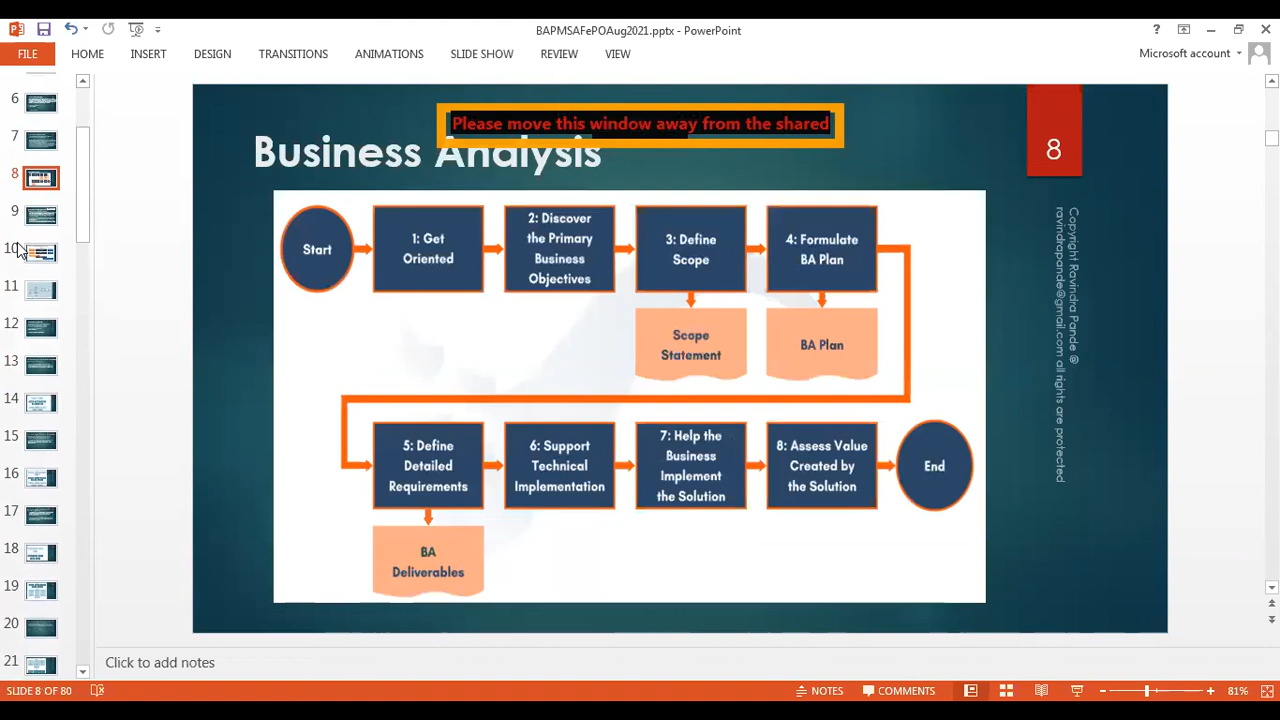 BAPMSAFePOAug2021.pptx - PowerPoint
?
FILE
HOME
INSERT
DESIGN
TRANSITIONS
ANIMATIONS
SLIDE SHOW
REVIEW
VIEW
Microsoft account
6
7
8
9
10
11
12
13
14
15
16
17
18
19
20
21
Please move this window away from the shared
Business Analysis
8
Start
1: Get
Oriented
2: Discover
the Primary
Business
Objectives
3: Define
Scope
4: Formulate
BA Plan
Scope
Statement
BA Plan
5: Define
Detailed
Requirements
6: Support
Technical
Implementation
7: Help the
Business
Implement
the Solution
8: Assess Value
Created by
the Solution
End
BA
Deliverables
Copyright Ravindra Pande @
ravindrapande@gmail.com all rights are protected
Click to add notes
SLIDE 8 OF 80
NOTES
COMMENTS
81%